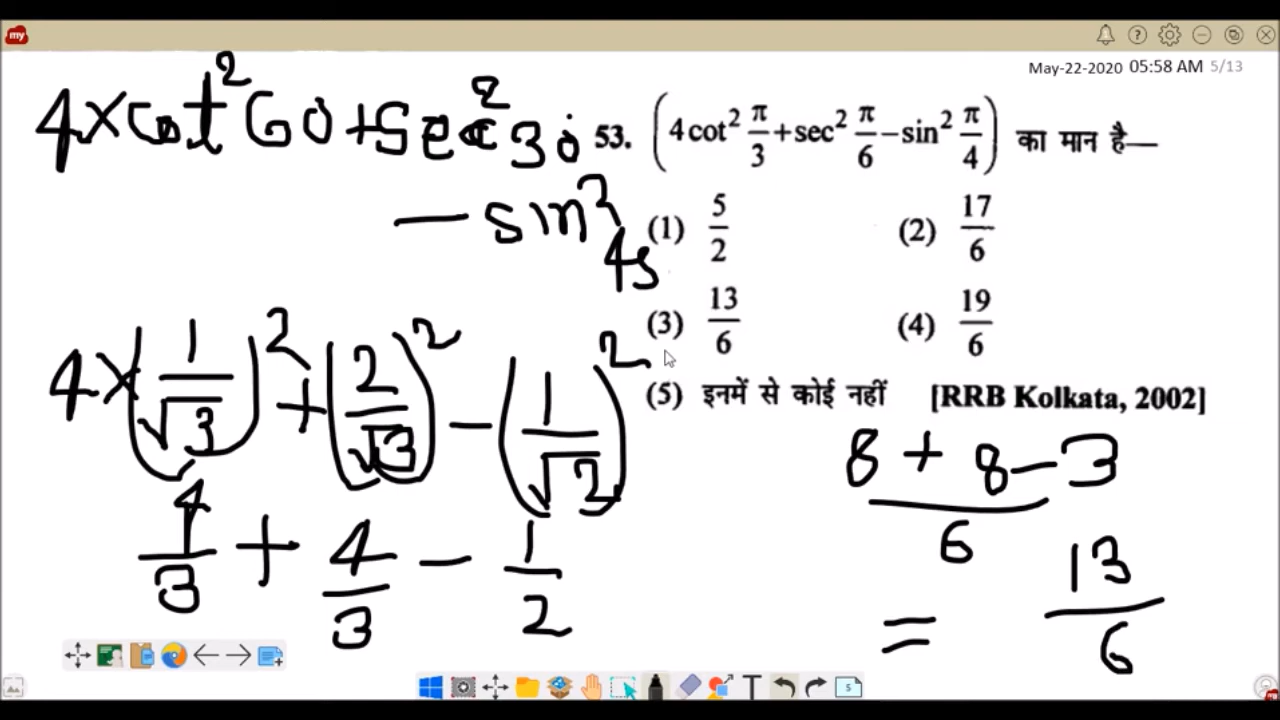 my
May-22-2020 05:58 AM 5/13
4×cot²60+sec²30
— sin²45
53. (4cot² π/3 + sec² π/6 − sin² π/4) का मान है—
(1) 5/2
(2) 17/6
(3) 13/6
(4) 19/6
(5) इनमें से कोई नहीं [RRB Kolkata, 2002]
4×(1/√3)²+(2/√3)²−(1/√2)²
4/3 + 4/3 − 1/2
8 + 8−3/6
= 13/6
T 5
my